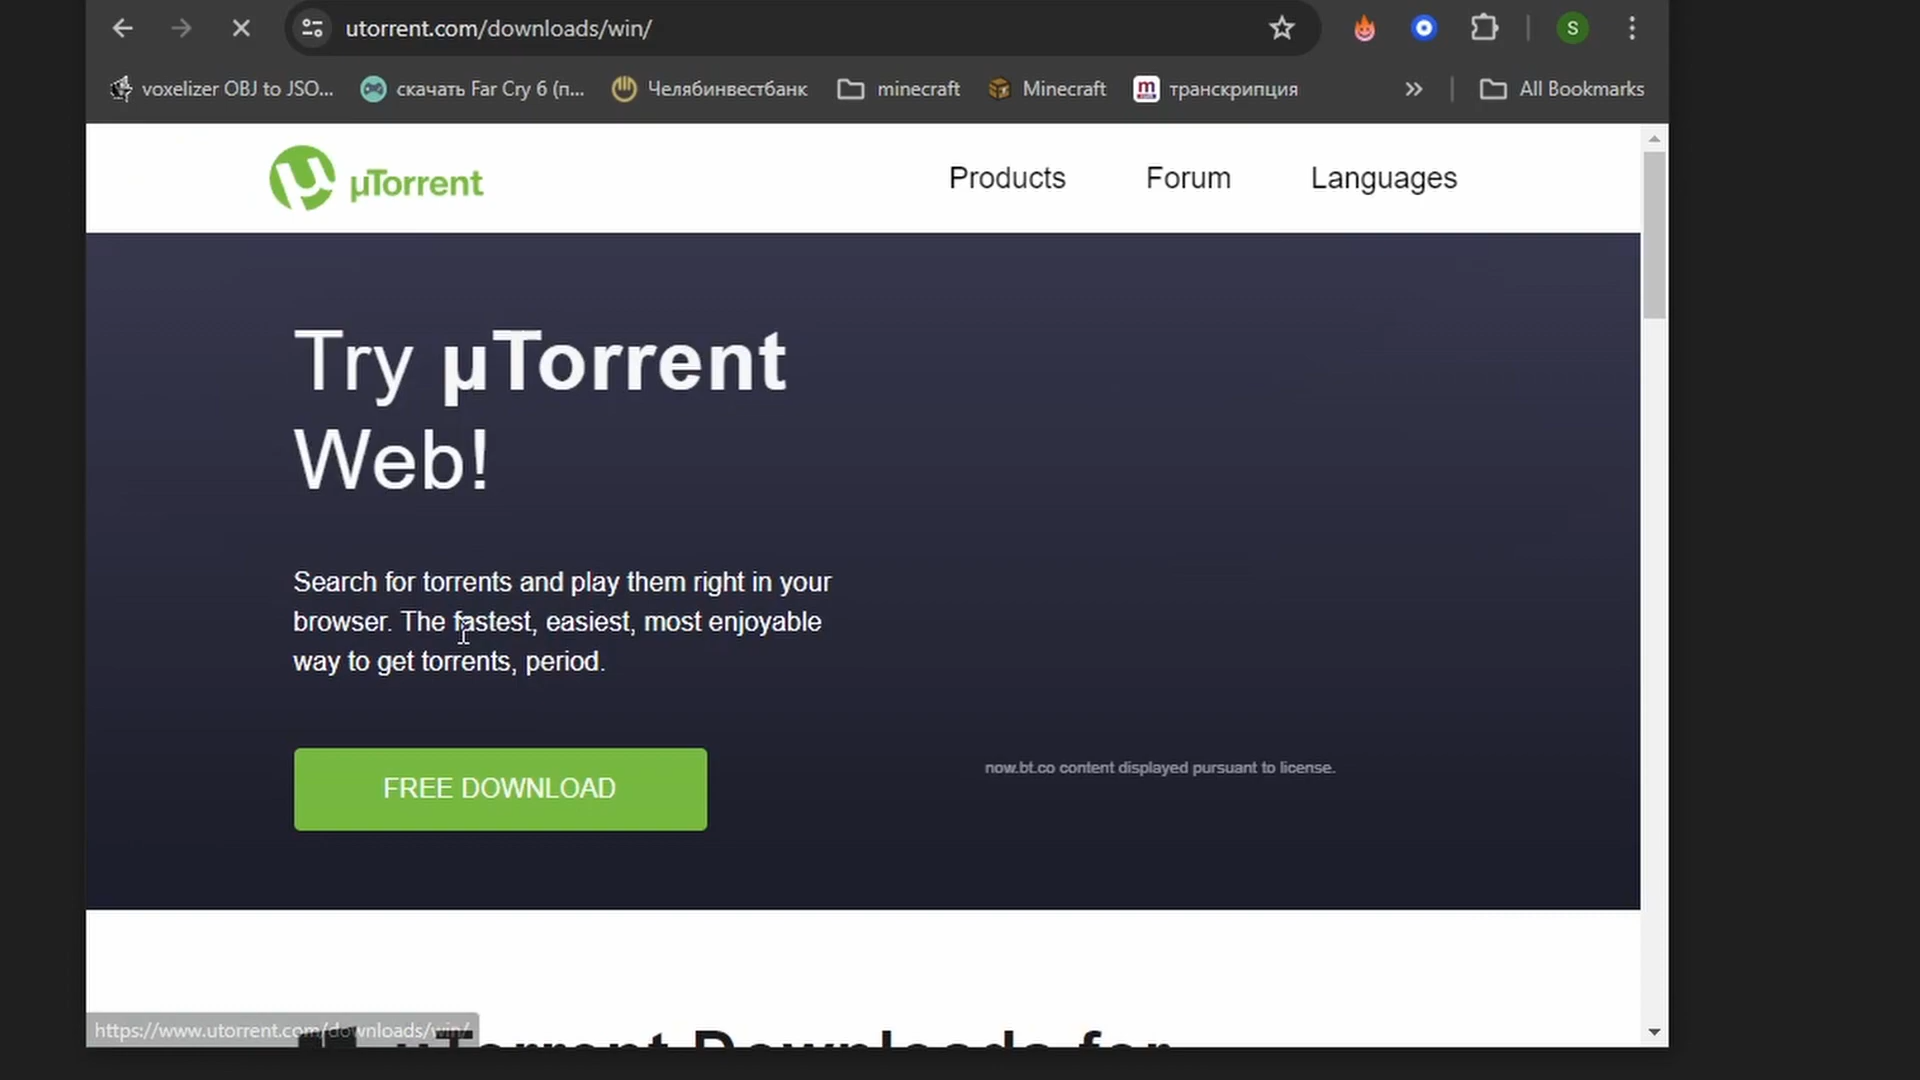 utorrent.com/downloads/win/
S
voxelizer OBJ to JSO...
скачать Far Cry 6 (п...
Челябинвестбанк
minecraft
Minecraft
m
транскрипция
All Bookmarks
µTorrent
Products
Forum
Languages
Try µTorrent
Web!
Search for torrents and play them right in your
browser. The fastest, easiest, most enjoyable
way to get torrents, period.
FREE DOWNLOAD
now.bt.co content displayed pursuant to license.
https://www.utorrent.com/downloads/win/
µTorrent Downloads for